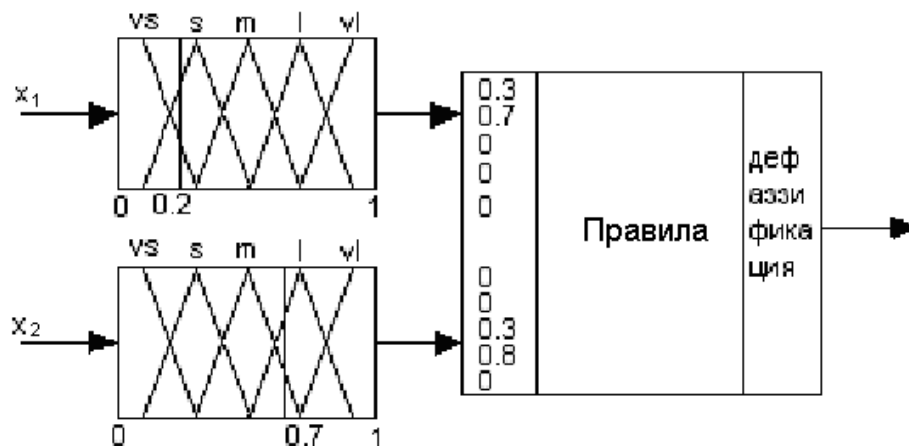 vs s m l vl
x1
0 0.2 1
vs s m l vl
x2
0 0.7 1
0.3
0.7
0
0
0
0
0
0.3
0.8
0
Правила
деф
аззи
фика
ция